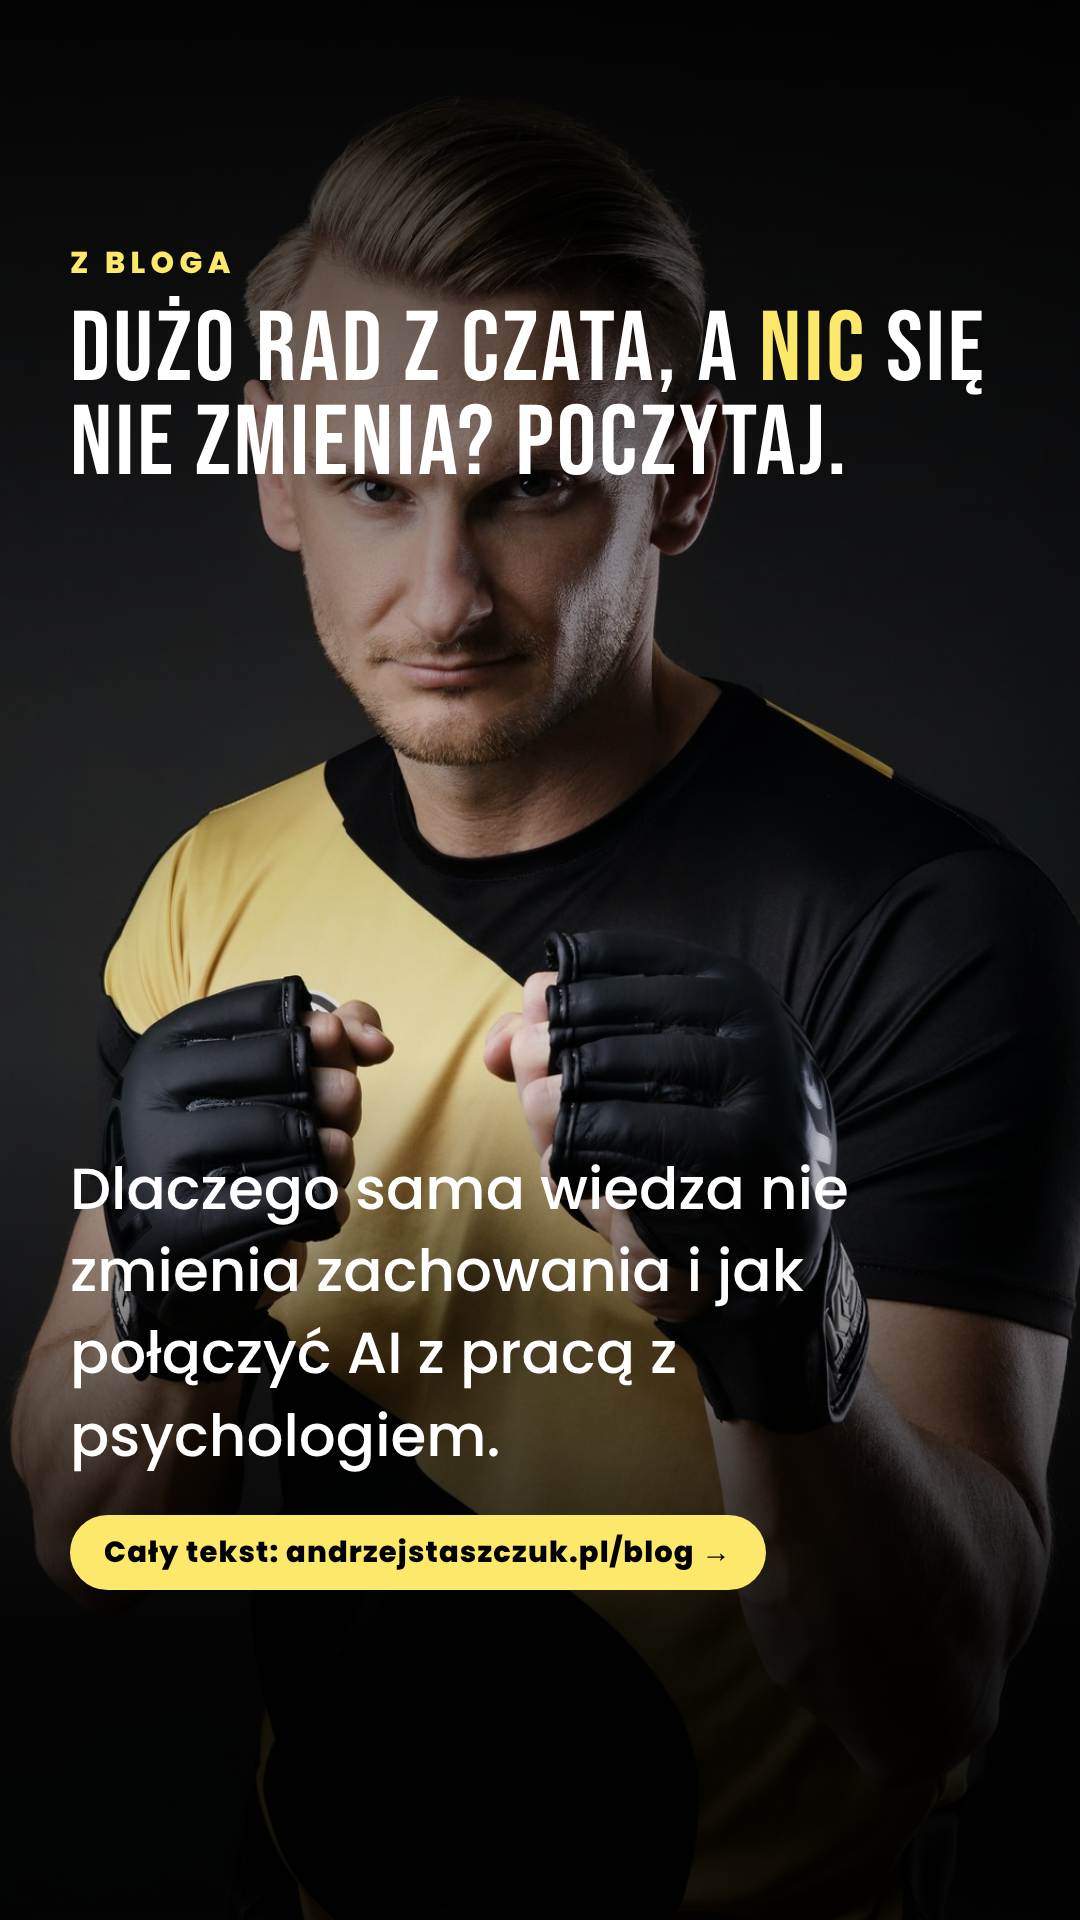 Z BLOGA
DUŻO RAD Z CZATA, A NIC SIĘ
NIE ZMIENIA? POCZYTAJ.
Dlaczego sama wiedza nie
zmienia zachowania i jak
połączyć AI z pracą z
psychologiem.
Cały tekst: andrzejstaszczuk.pl/blog →